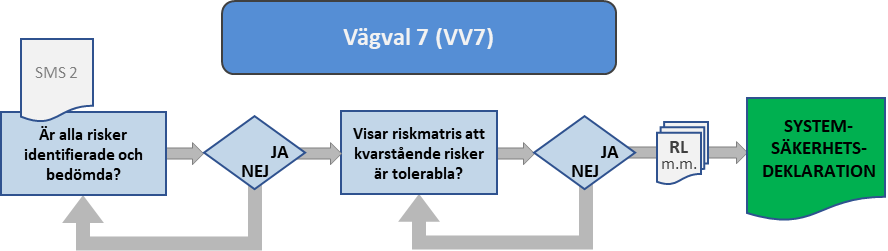 Vägval 7 (VV7)
SMS 2
Är alla risker
identifierade och
bedömda?
JA
NEJ
Visar riskmatris att
kvarstående risker
är tolerabla?
JA
NEJ
RL
m.m.
SYSTEM-
SÄKERHETS-
DEKLARATION